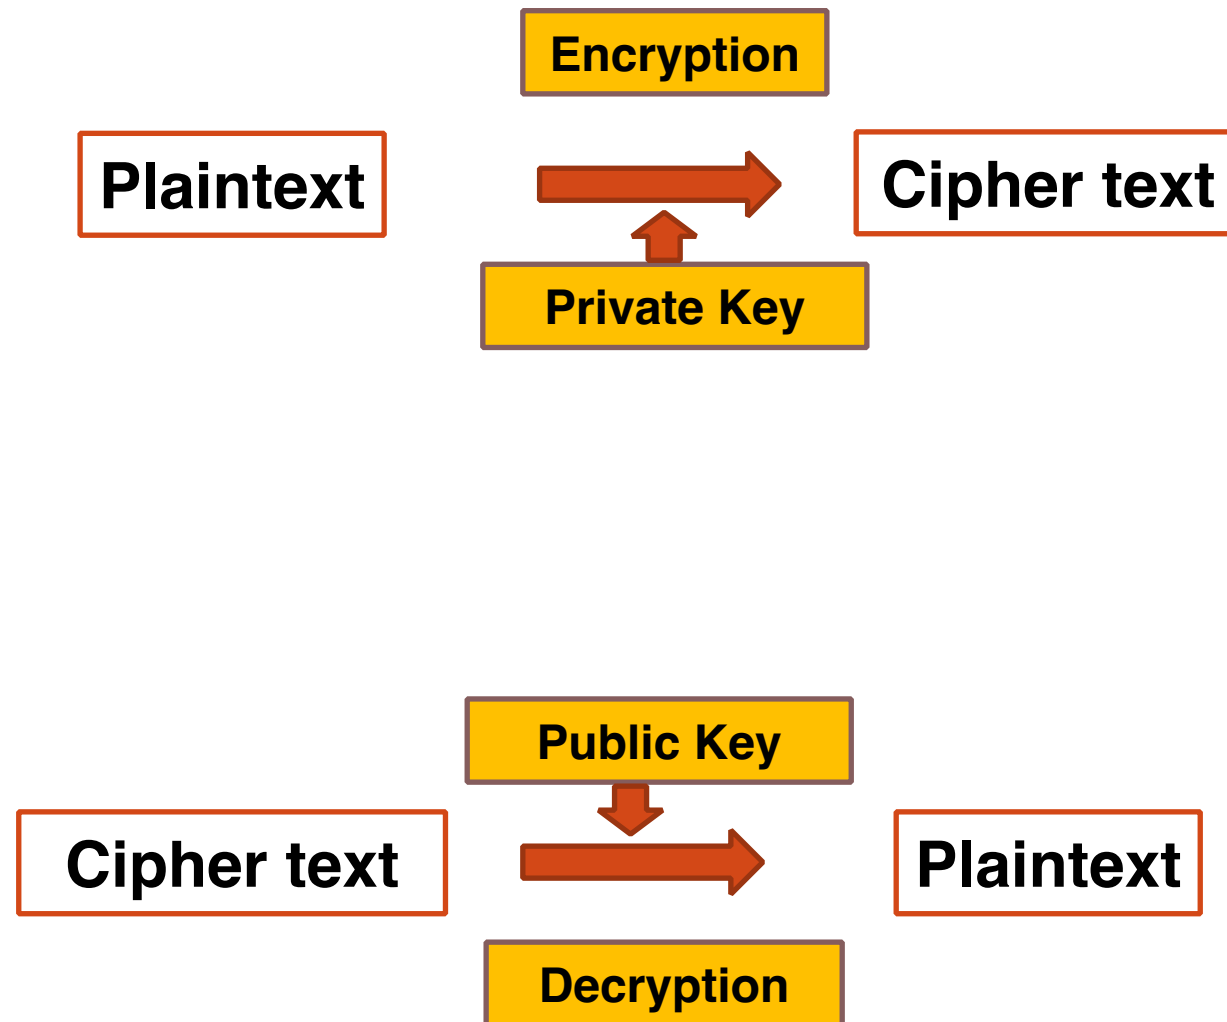 Encryption
Plaintext
Cipher text
Private Key
Public Key
Cipher text
Plaintext
Decryption